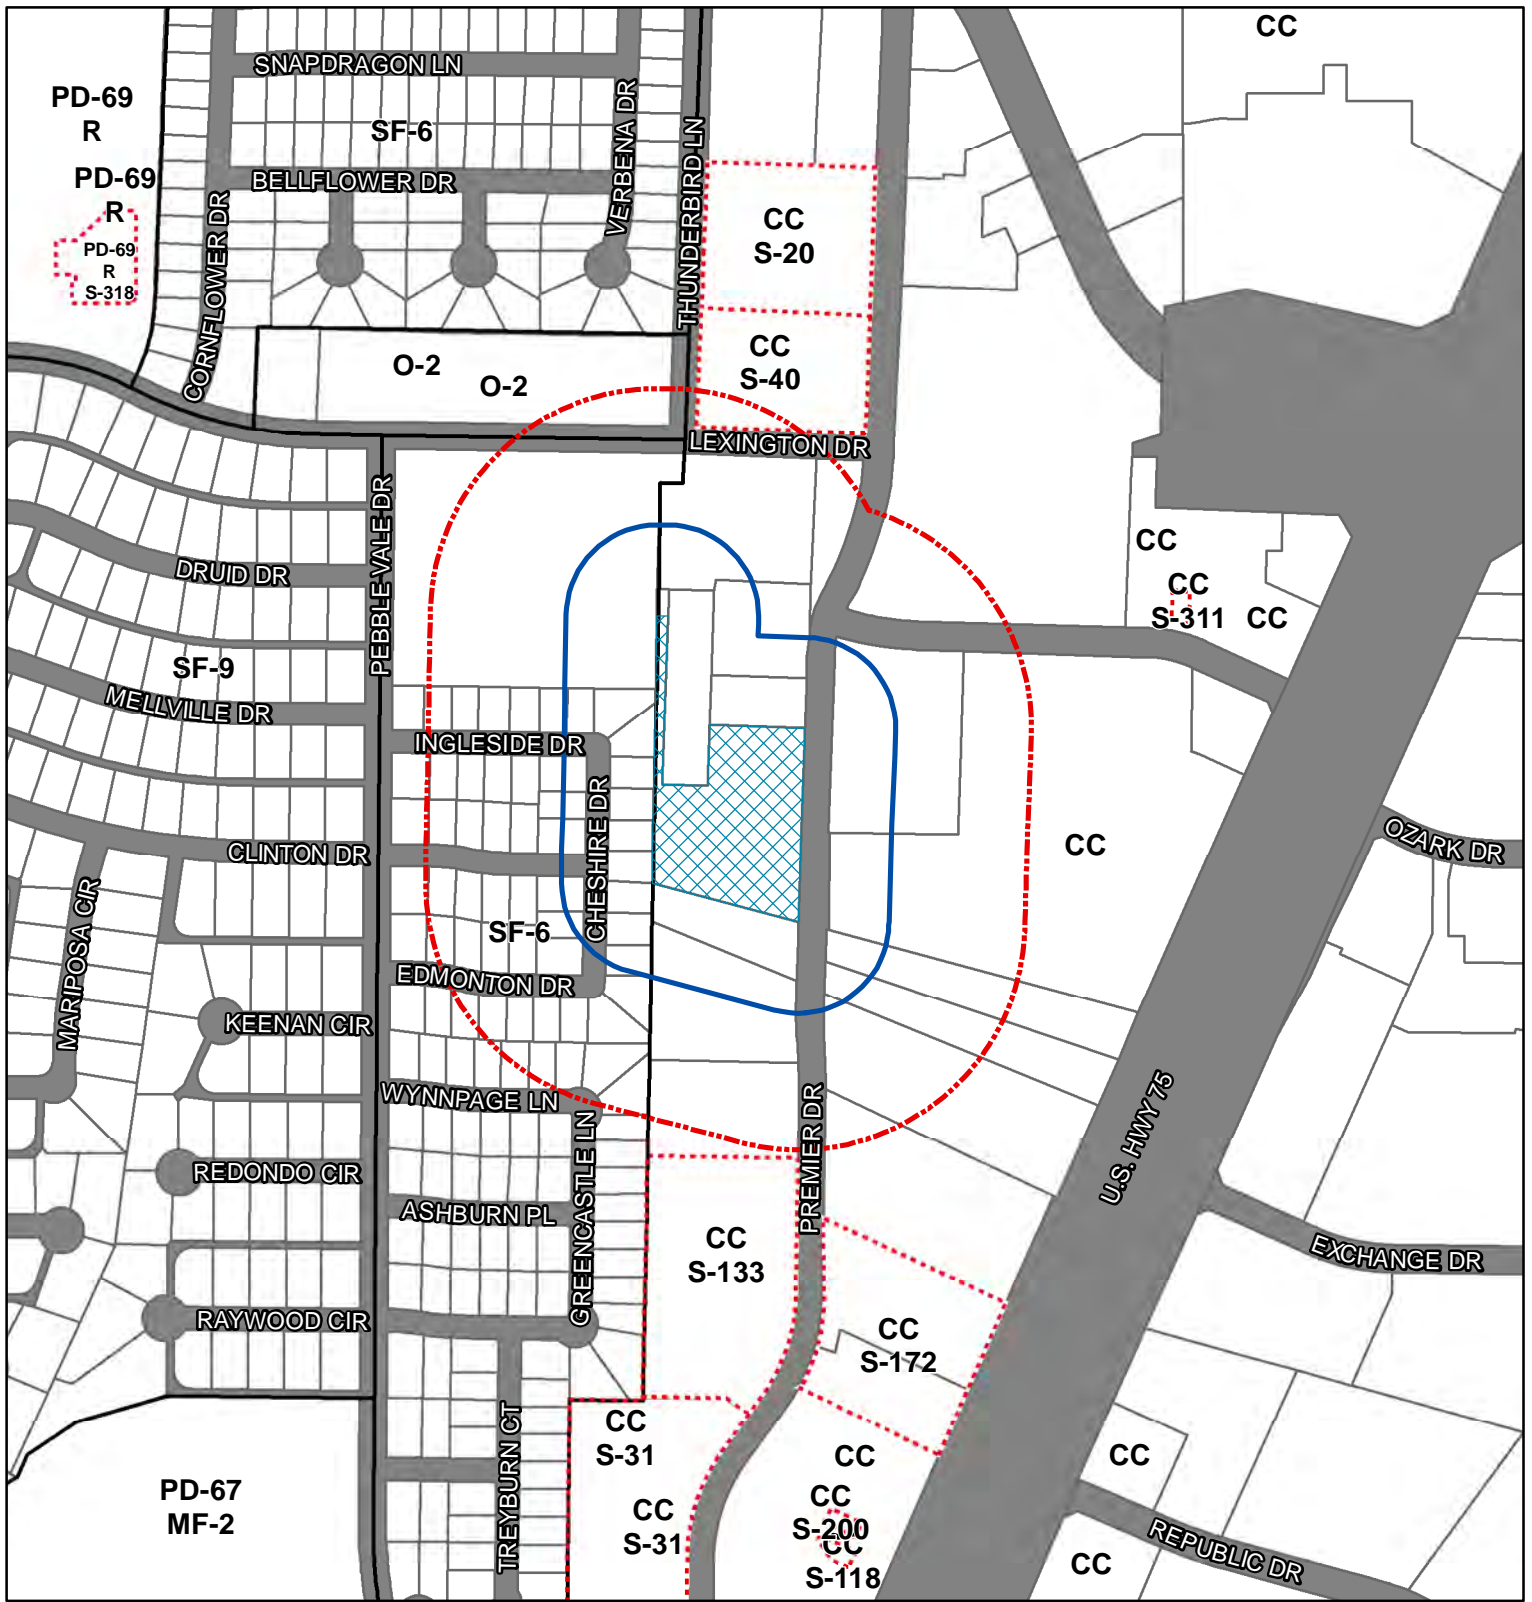 CC
PD-69
R
SNAPDRAGON LN
SF-6
VERBENA DR
THUNDERBIRD LN
PD-69
R
BELLFLOWER DR
CORNFLOWER DR
PD-69
R
S-318
CC
S-20
CC
S-40
O-2
O-2
LEXINGTON DR
PEBBLE VALE DR
DRUID DR
CC
CC
S-311
CC
SF-9
MELLVILLE DR
INGLESIDE DR
CHESHIRE DR
CLINTON DR
CC
OZARK DR
MARIPOSA CIR
SF-6
EDMONTON DR
KEENAN CIR
WYNNPAGE LN
U.S. HWY 75
PREMIER DR
GREENCASTLE LN
REDONDO CIR
ASHBURN PL
CC
S-133
EXCHANGE DR
RAYWOOD CIR
CC
S-172
TREYBURN CT
CC
S-31
CC
CC
PD-67
MF-2
CC
S-31
CC
S-200
CC
S-118
REPUBLIC DR
CC